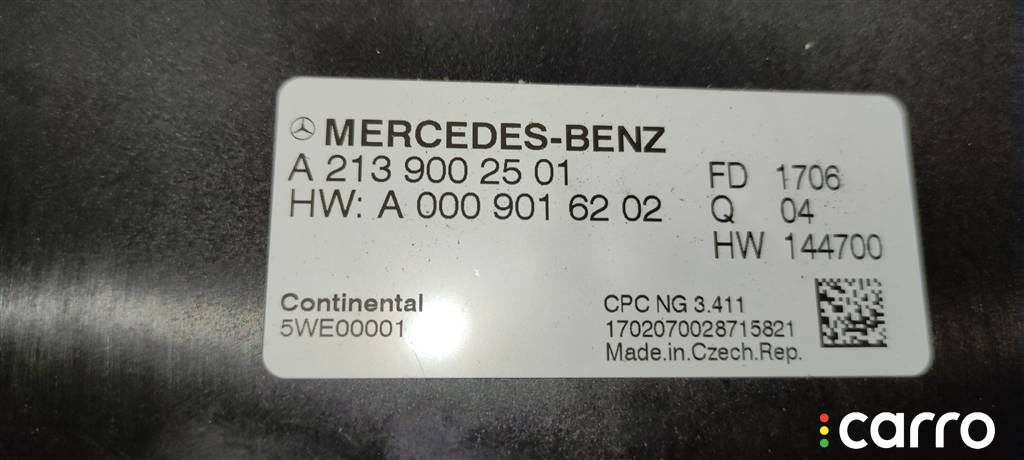 MERCEDES-BENZ
A 213 900 25 01
HW: A 000 901 62 02
FD 1706
Q 04
HW 144700
Continental
5WE00001
CPC NG 3.411
1702070028715821
Made.in.Czech.Rep.
carro